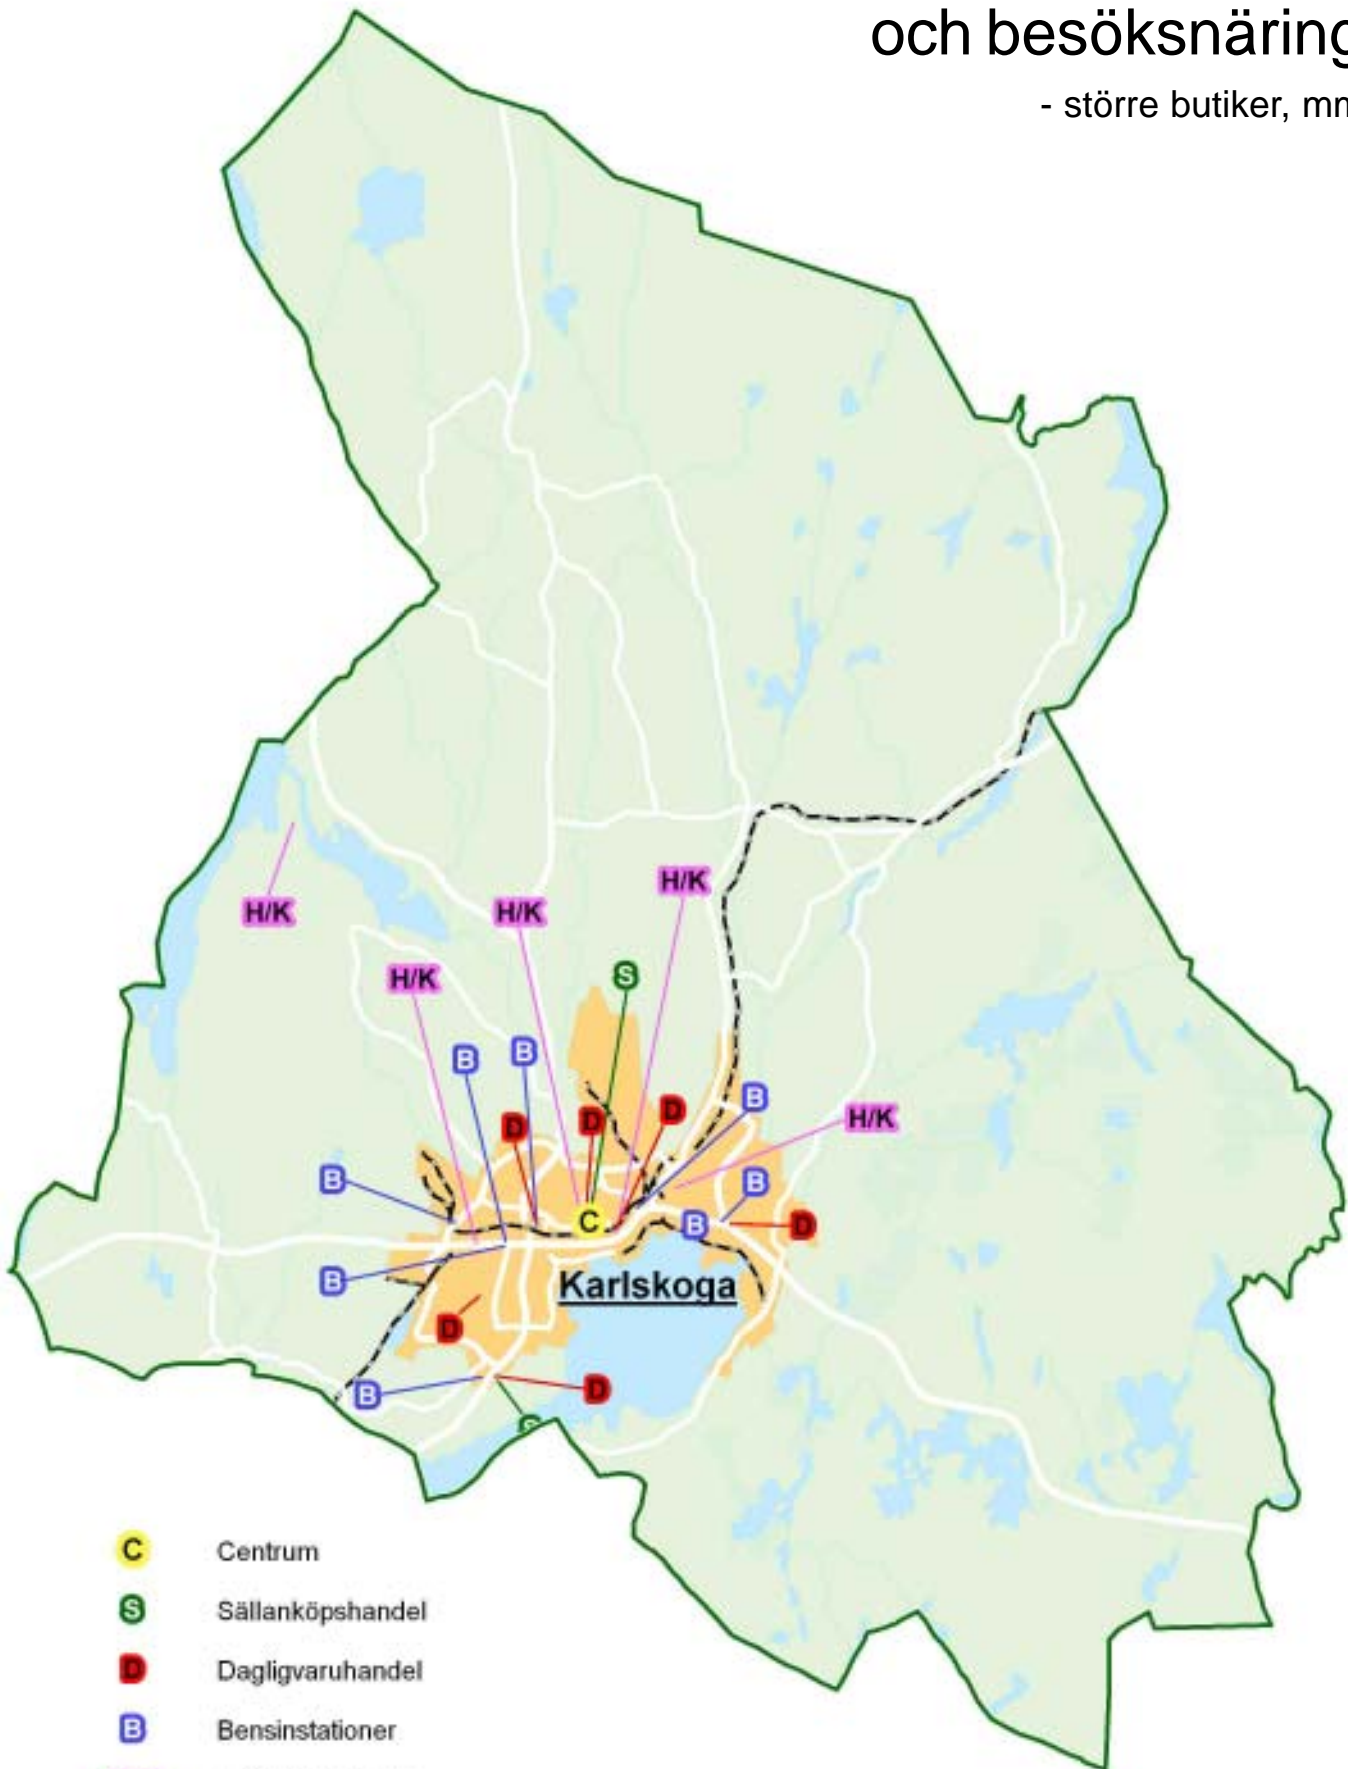 och besöksnäring
- större butiker, mm
H/K
H/K
H/K
H/K
S
B
B
D
D
D
B
H/K
B
B
C
B
D
B
Karlskoga
D
B
D
S
C Centrum
S Sällanköpshandel
D Dagligvaruhandel
B Bensinstationer